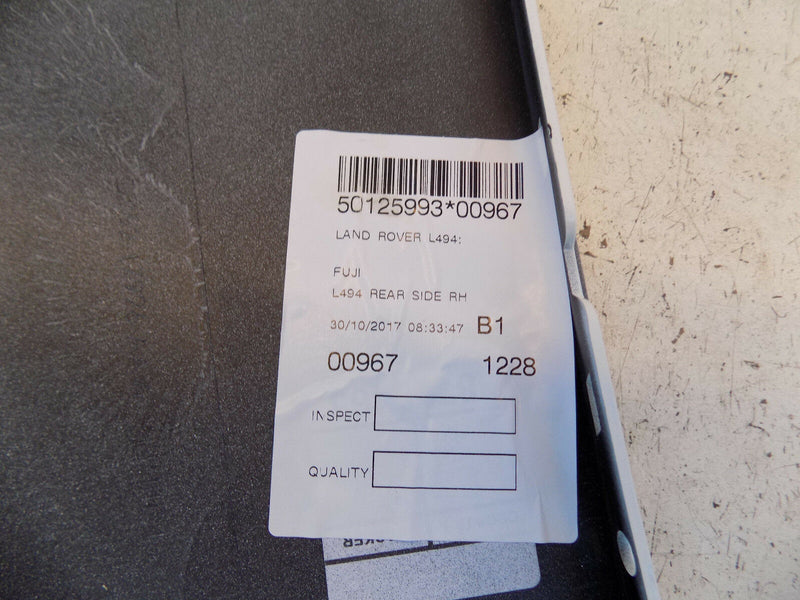 50125993*00967
LAND ROVER L494:
FUJI
L494 REAR SIDE RH
30/10/2017 08:33:47 B1
00967 1228
INSPECT
QUALITY